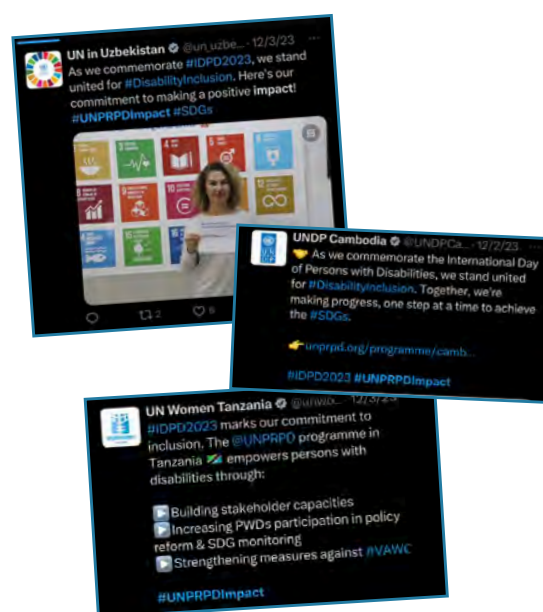 UN in Uzbekistan @un_uzbe... · 12/3/23 ...
As we commemorate #IDPD2023, we stand
united for #DisabilityInclusion. Here's our
commitment to making a positive impact!
#UNPRPDImpact #SDGs
2 5
UNDP Cambodia @UNDPCa... · 12/2/23 ...
🤝 As we commemorate the International Day
of Persons with Disabilities, we stand united
for #DisabilityInclusion. Together, we're
making progress, one step at a time to achieve
the #SDGs.
👉unprpd.org/programme/camb...
#IDPD2023 #UNPRPDImpact
UN Women Tanzania 12/3/23
#IDPD2023 marks our commitment to
inclusion. The @UNPRPD programme in
Tanzania 🇹🇿 empowers persons with
disabilities through:
▶️Building stakeholder capacities
▶️Increasing PWDs participation in policy
reform & SDG monitoring
▶️Strengthening measures against #VAWC
#UNPRPDImpact